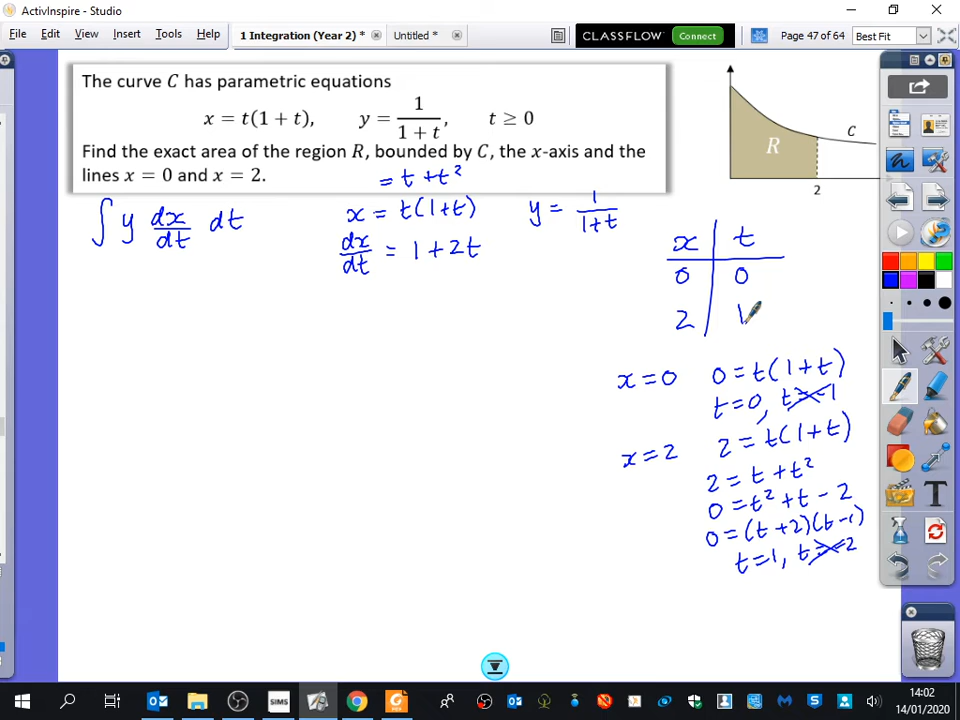 ActivInspire - Studio
File Edit View Insert Tools Help
1 Integration (Year 2) *
Untitled *
CLASSFLOW Connect
Page 47 of 64
Best Fit
The curve C has parametric equations
x = t(1 + t), y = 1/(1 + t), t ≥ 0
Find the exact area of the region R, bounded by C, the x-axis and the
lines x = 0 and x = 2.
R
C
2
= t + t²
x = t(1+t)
y = 1/(1+t)
∫ y dx/dt dt
dx/dt = 1 + 2t
x t
0 0
2 1
x = 0 0 = t(1+t)
t = 0, t = -1
x = 2 2 = t(1+t)
2 = t + t²
0 = t² + t - 2
0 = (t+2)(t-1)
t = 1, t = -2
T
SIMS
14:02
14/01/2020